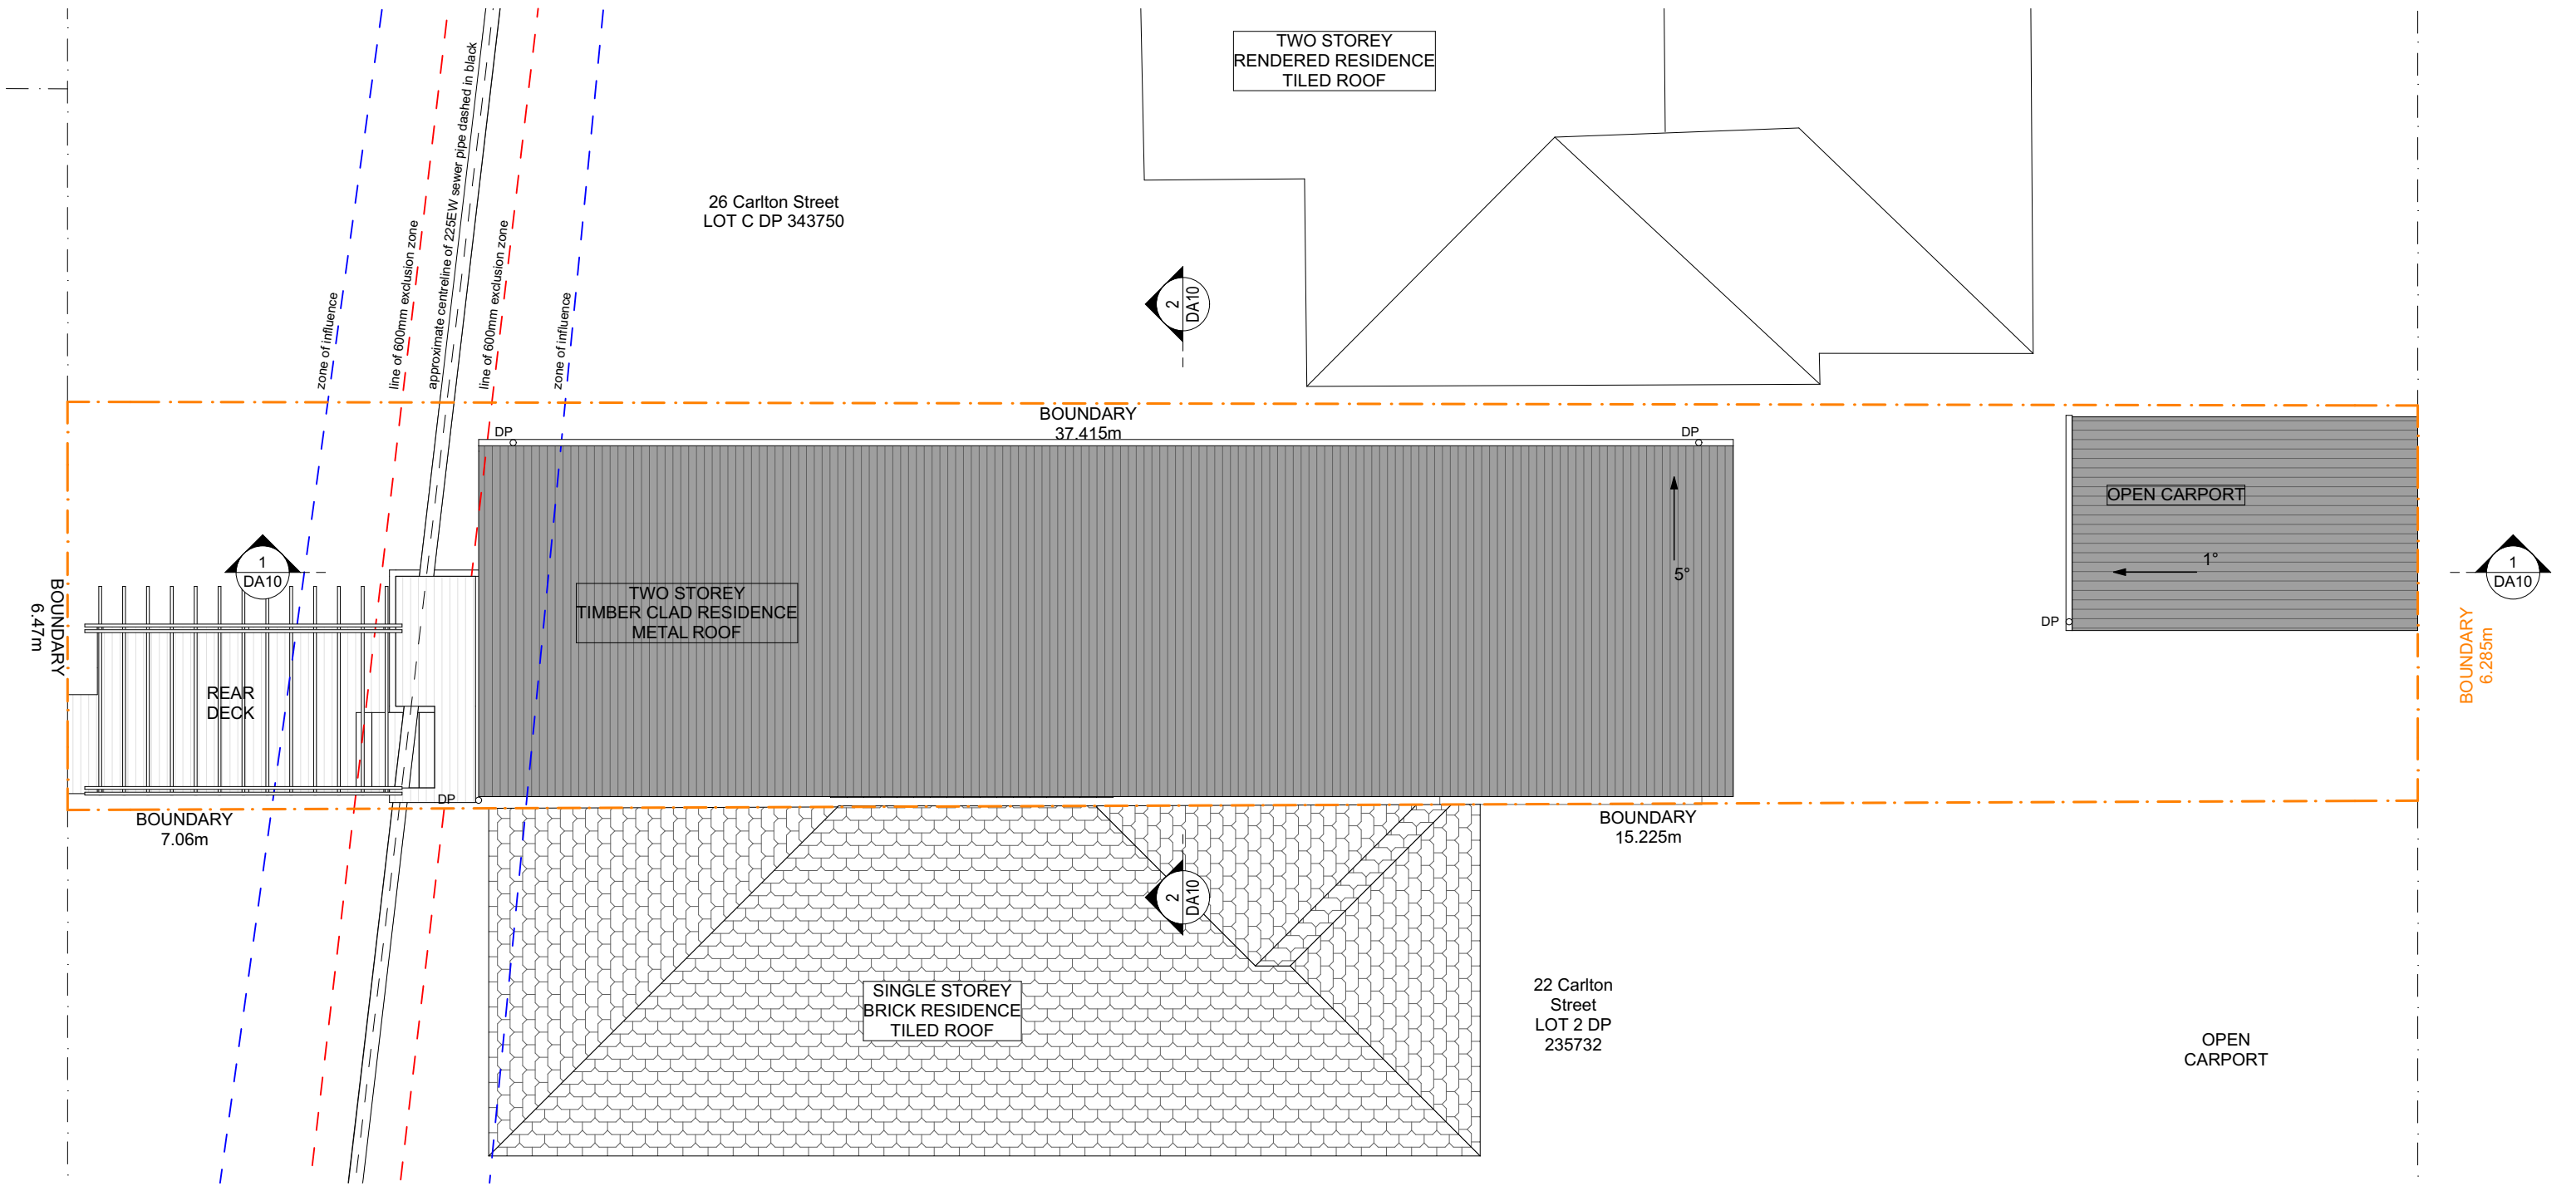 TWO STOREY
RENDERED RESIDENCE
TILED ROOF
26 Carlton Street
LOT C DP 343750
zone of influence
line of 600mm exclusion zone
approximate centreline of 225EW sewer pipe dashed in black
line of 600mm exclusion zone
zone of influence
2
DA10
BOUNDARY
37.415m
DP
DP
OPEN CARPORT
1°
5°
DP
1
DA10
1
DA10
TWO STOREY
TIMBER CLAD RESIDENCE
METAL ROOF
BOUNDARY
6.47m
BOUNDARY
6.285m
REAR
DECK
DP
BOUNDARY
7.06m
BOUNDARY
15.225m
2
DA10
SINGLE STOREY
BRICK RESIDENCE
TILED ROOF
22 Carlton
Street
LOT 2 DP
235732
OPEN
CARPORT